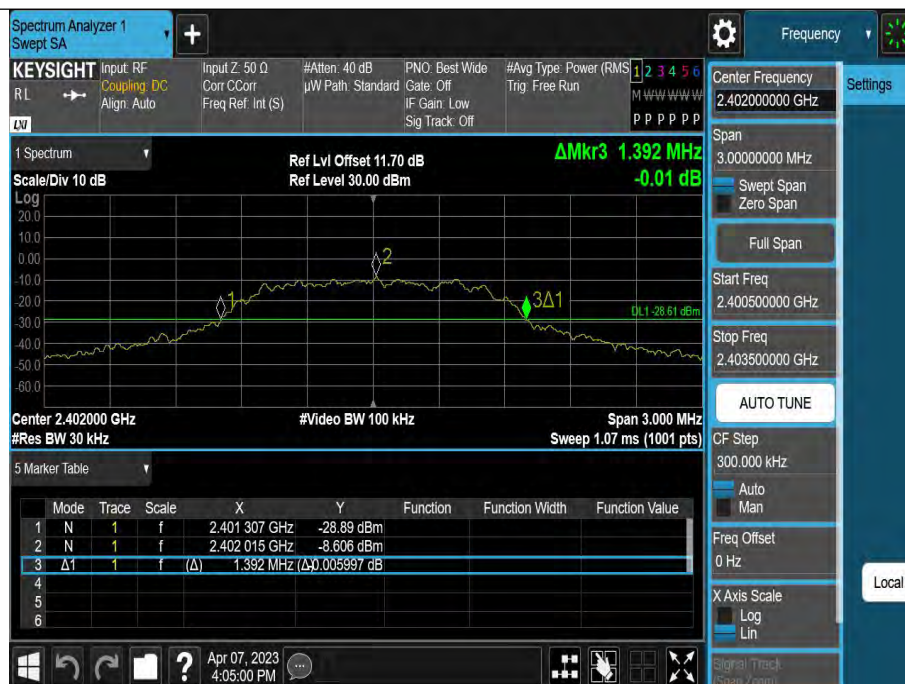 Spectrum Analyzer 1
Swept SA
+
Frequency
KEYSIGHT
RL
LXI
Input: RF
Coupling: DC
Align: Auto
Input Z: 50 Ω
Corr CCorr
Freq Ref: Int (S)
#Atten: 40 dB
µW Path: Standard
PNO: Best Wide
Gate: Off
IF Gain: Low
Sig Track: Off
#Avg Type: Power (RMS
Trig: Free Run
1 2 3 4 5 6
M W W W W W
P P P P P P
1 Spectrum
Scale/Div 10 dB
Ref Lvl Offset 11.70 dB
Ref Level 30.00 dBm
ΔMkr3 1.392 MHz
-0.01 dB
Log
20.0
10.0
0.00
-10.0
-20.0
-30.0
-40.0
-50.0
-60.0
2
1
3Δ1
DL1 -28.61 dBm
Center 2.402000 GHz
#Video BW 100 kHz
Span 3.000 MHz
#Res BW 30 kHz
Sweep 1.07 ms (1001 pts)
5 Marker Table
Mode Trace Scale X Y Function Function Width Function Value
1 N 1 f 2.401 307 GHz -28.89 dBm
2 N 1 f 2.402 015 GHz -8.606 dBm
3 Δ1 1 f (Δ) 1.392 MHz (Δ)-0.005997 dB
4
5
6
Apr 07, 2023
4:05:00 PM
Center Frequency
2.402000000 GHz
Span
3.00000000 MHz
Swept Span
Zero Span
Full Span
Start Freq
2.400500000 GHz
Stop Freq
2.403500000 GHz
AUTO TUNE
CF Step
300.000 kHz
Auto
Man
Freq Offset
0 Hz
X Axis Scale
Log
Lin
Signal Track
(Span Zoom)
Settings
Local